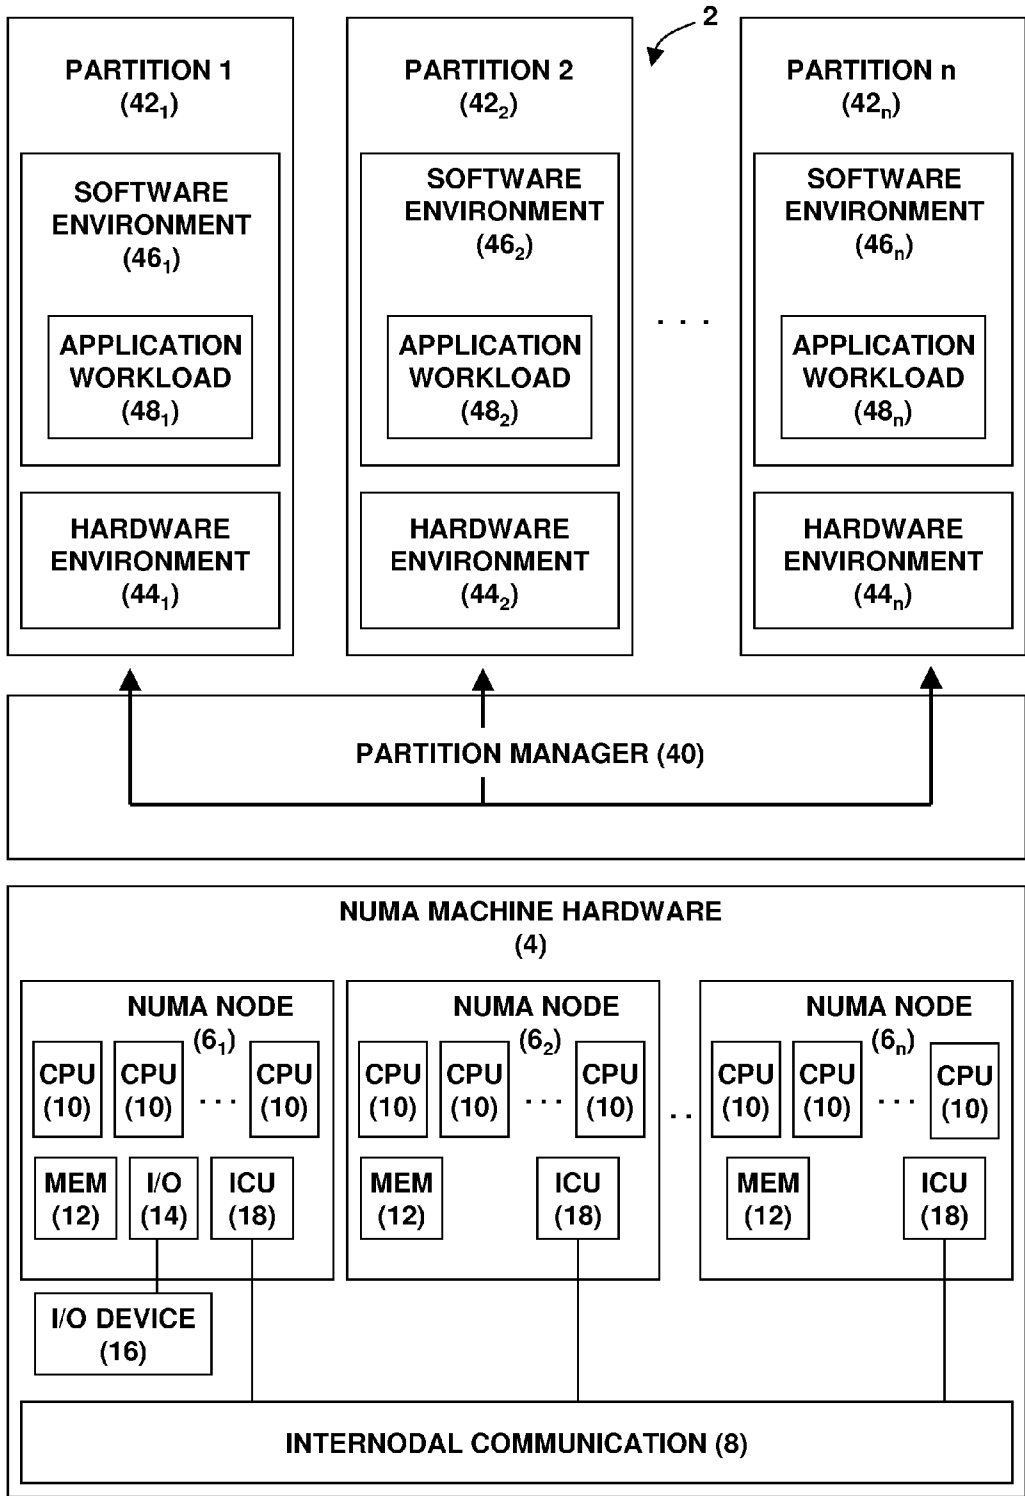 2
PARTITION 1
(42₁)
SOFTWARE
ENVIRONMENT
(46₁)
APPLICATION
WORKLOAD
(48₁)
HARDWARE
ENVIRONMENT
(44₁)
PARTITION 2
(42₂)
SOFTWARE
ENVIRONMENT
(46₂)
APPLICATION
WORKLOAD
(48₂)
HARDWARE
ENVIRONMENT
(44₂)
. . .
PARTITION n
(42ₙ)
SOFTWARE
ENVIRONMENT
(46ₙ)
APPLICATION
WORKLOAD
(48ₙ)
HARDWARE
ENVIRONMENT
(44ₙ)
PARTITION MANAGER (40)
NUMA MACHINE HARDWARE
(4)
NUMA NODE
(6₁)
CPU
(10)
CPU
(10)
. . .
CPU
(10)
MEM
(12)
I/O
(14)
ICU
(18)
I/O DEVICE
(16)
NUMA NODE
(6₂)
CPU
(10)
CPU
(10)
. . .
CPU
(10)
MEM
(12)
ICU
(18)
. .
NUMA NODE
(6ₙ)
CPU
(10)
CPU
(10)
. . .
CPU
(10)
MEM
(12)
ICU
(18)
INTERNODAL COMMUNICATION (8)